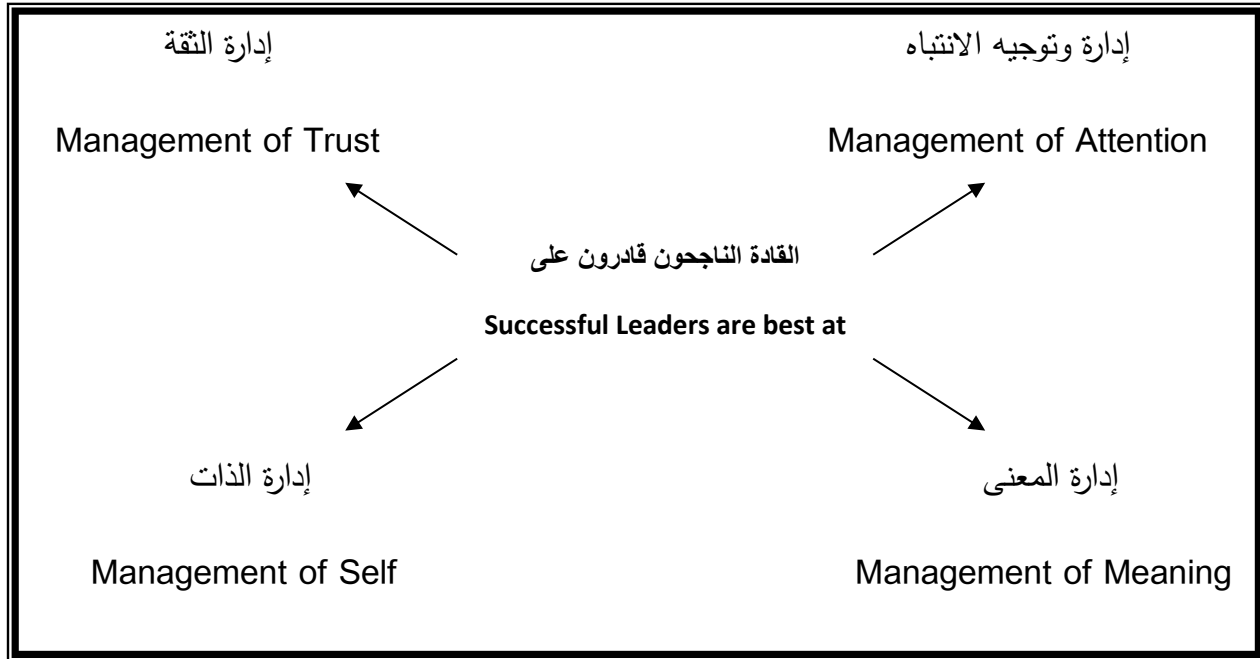 إدارة وتوجيه الانتباه
إدارة الثقة
Management of Trust
Management of Attention
القادة الناجحون قادرون على
Successful Leaders are best at
إدارة المعنى
إدارة الذات
Management of Self
Management of Meaning